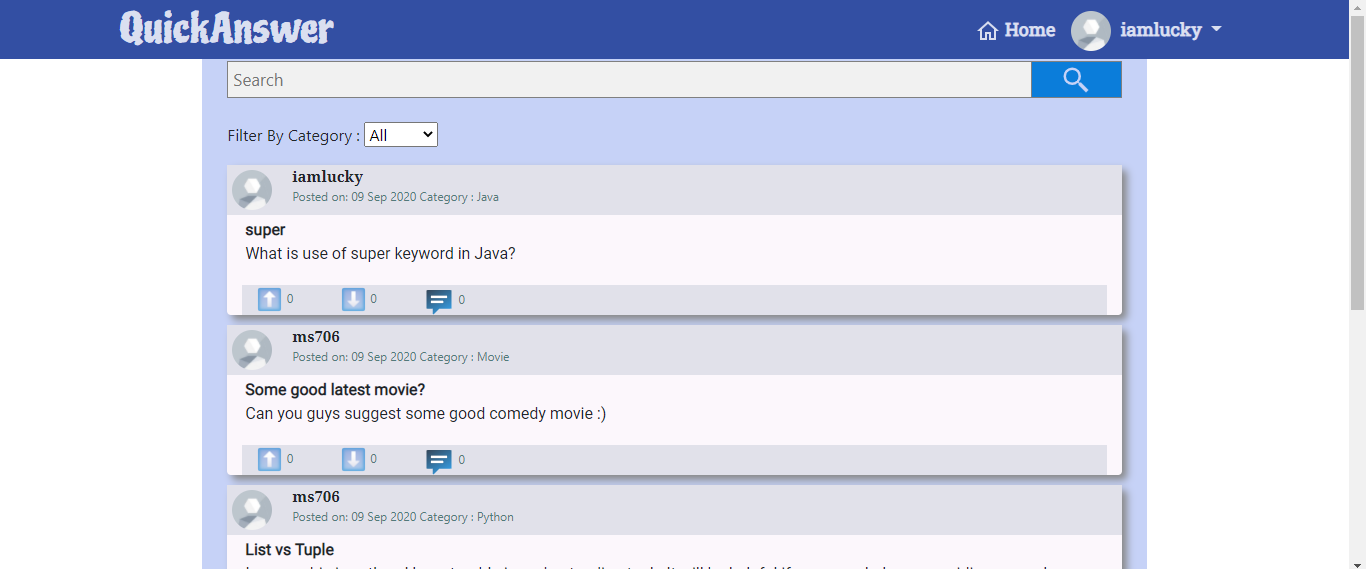 QuickAnswer
Home
iamlucky
Search
Filter By Category : All
iamlucky
Posted on: 09 Sep 2020 Category : Java
super
What is use of super keyword in Java?
0 0 0
ms706
Posted on: 09 Sep 2020 Category : Movie
Some good latest movie?
Can you guys suggest some good comedy movie :)
0 0 0
ms706
Posted on: 09 Sep 2020 Category : Python
List vs Tuple